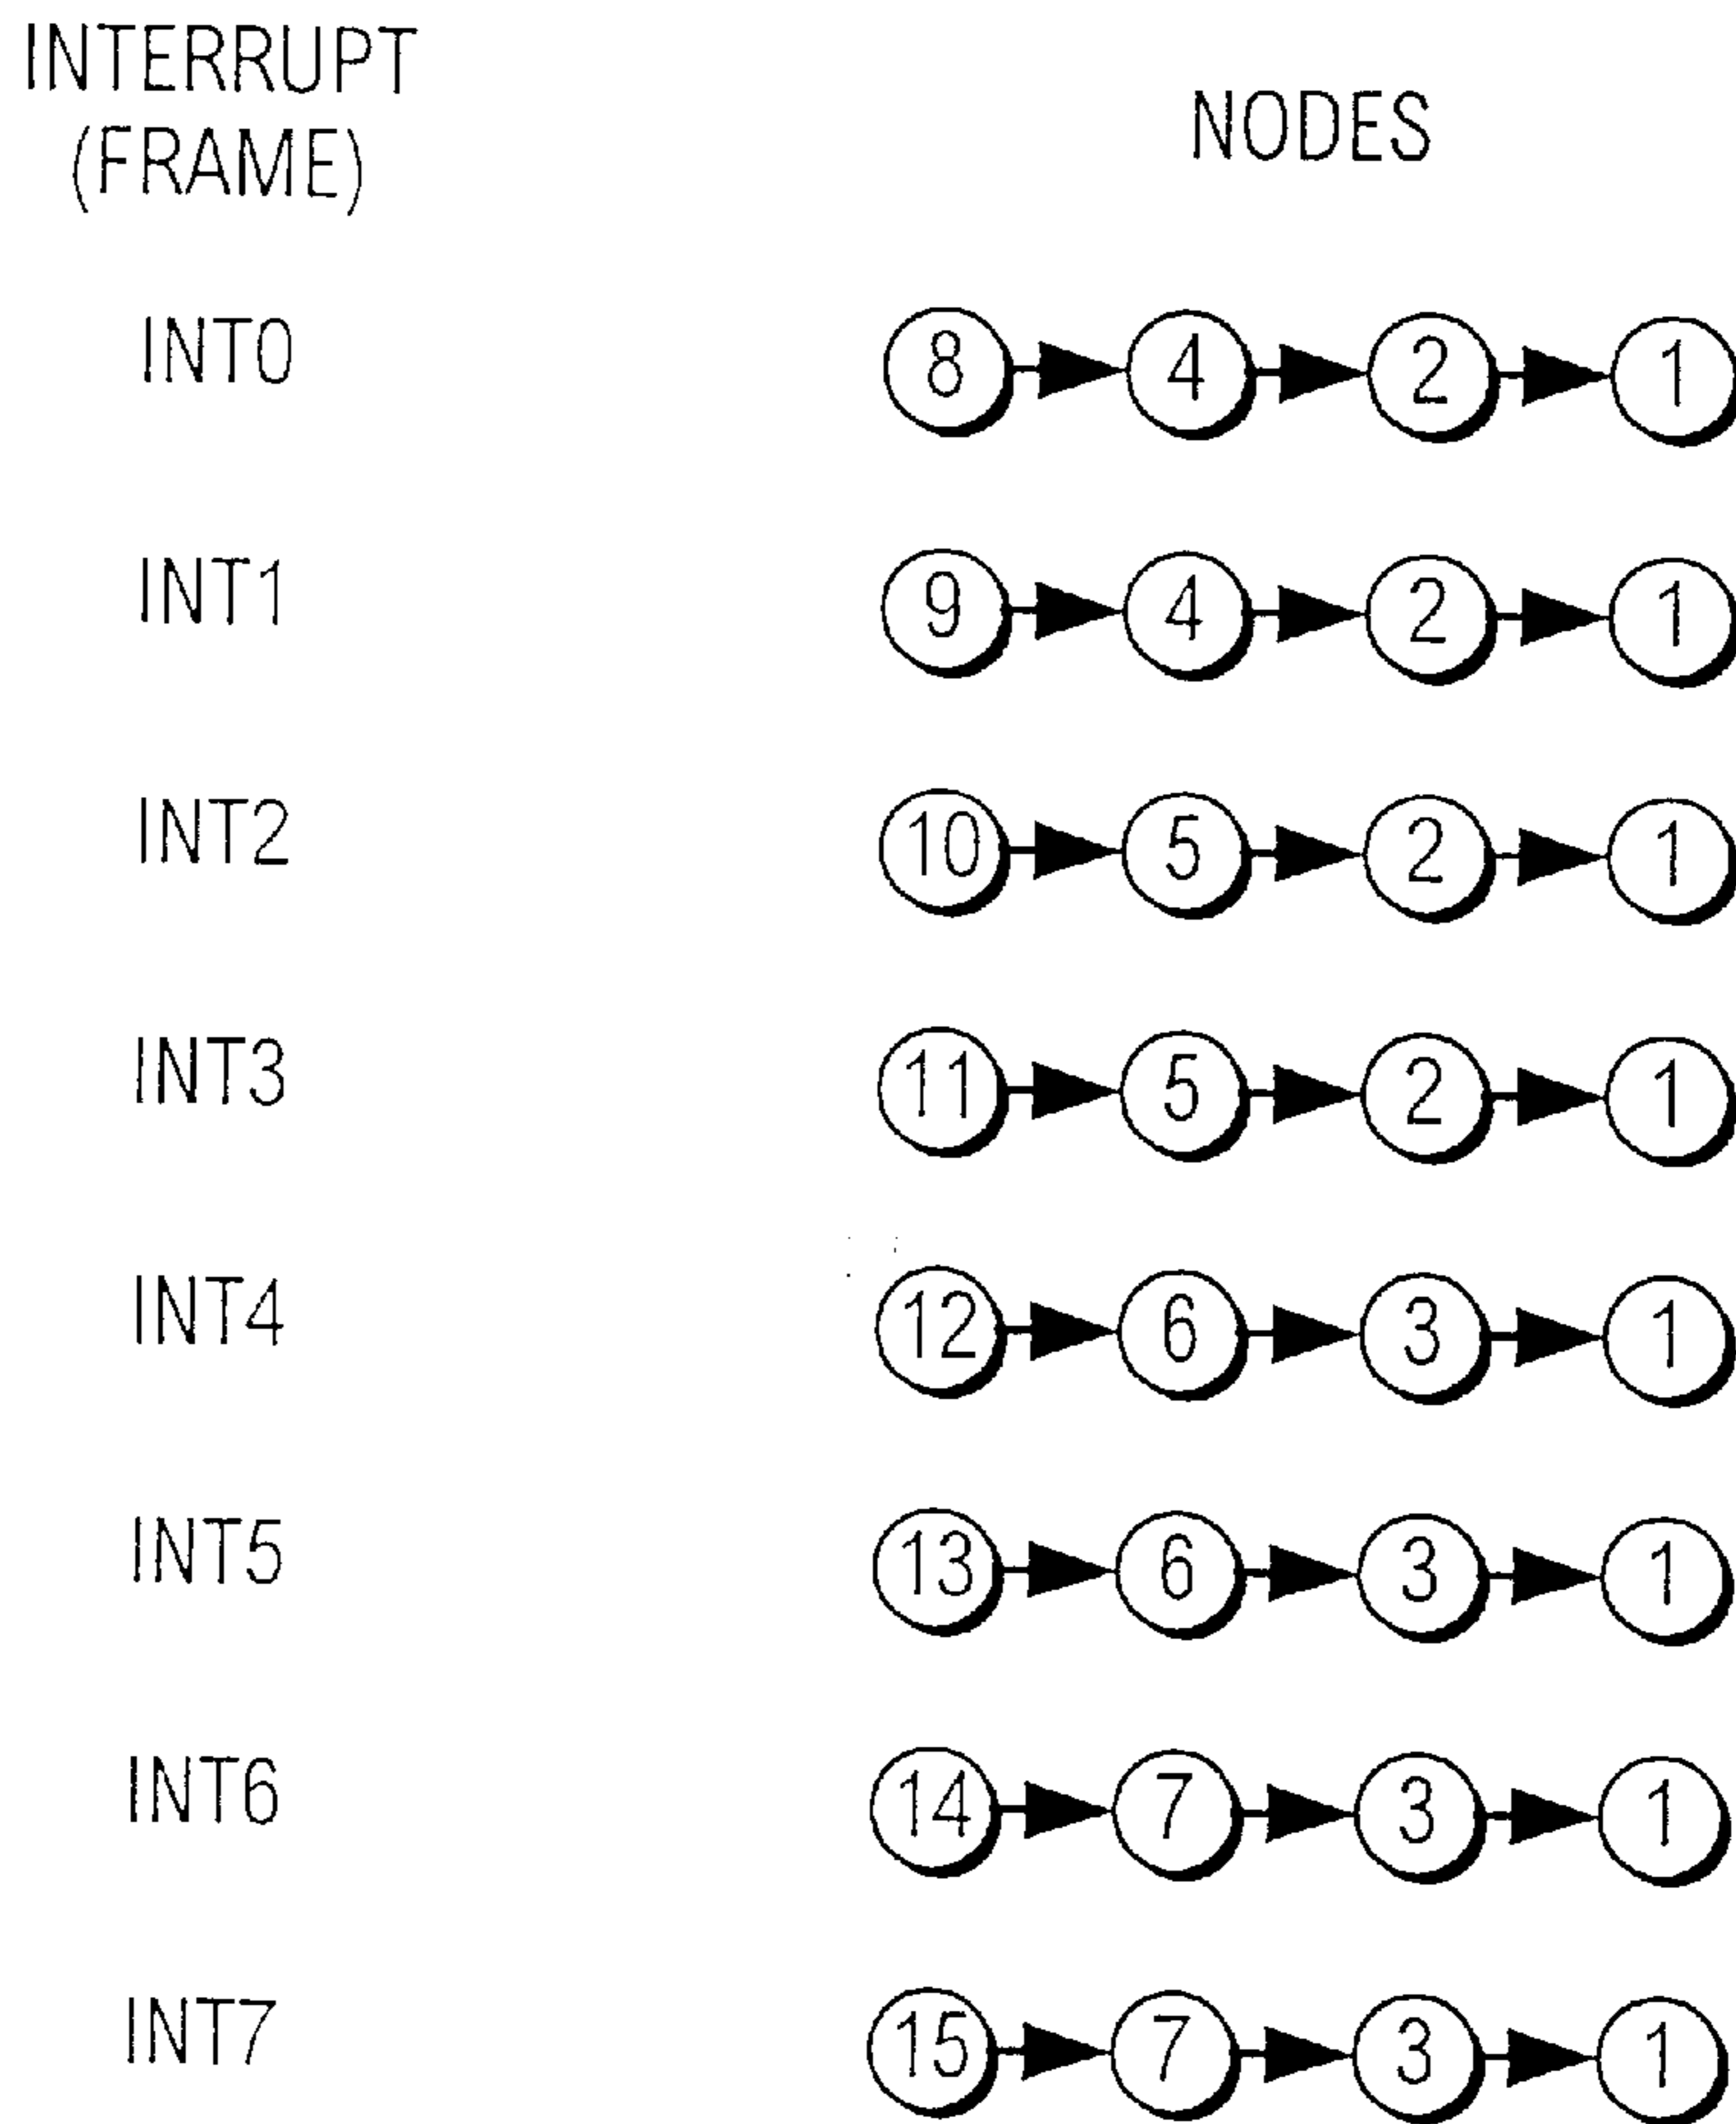 INTERRUPT
(FRAME)
NODES
INT0 8 4 2 1
INT1 9 4 2 1
INT2 10 5 2 1
INT3 11 5 2 1
INT4 12 6 3 1
INT5 13 6 3 1
INT6 14 7 3 1
INT7 15 7 3 1